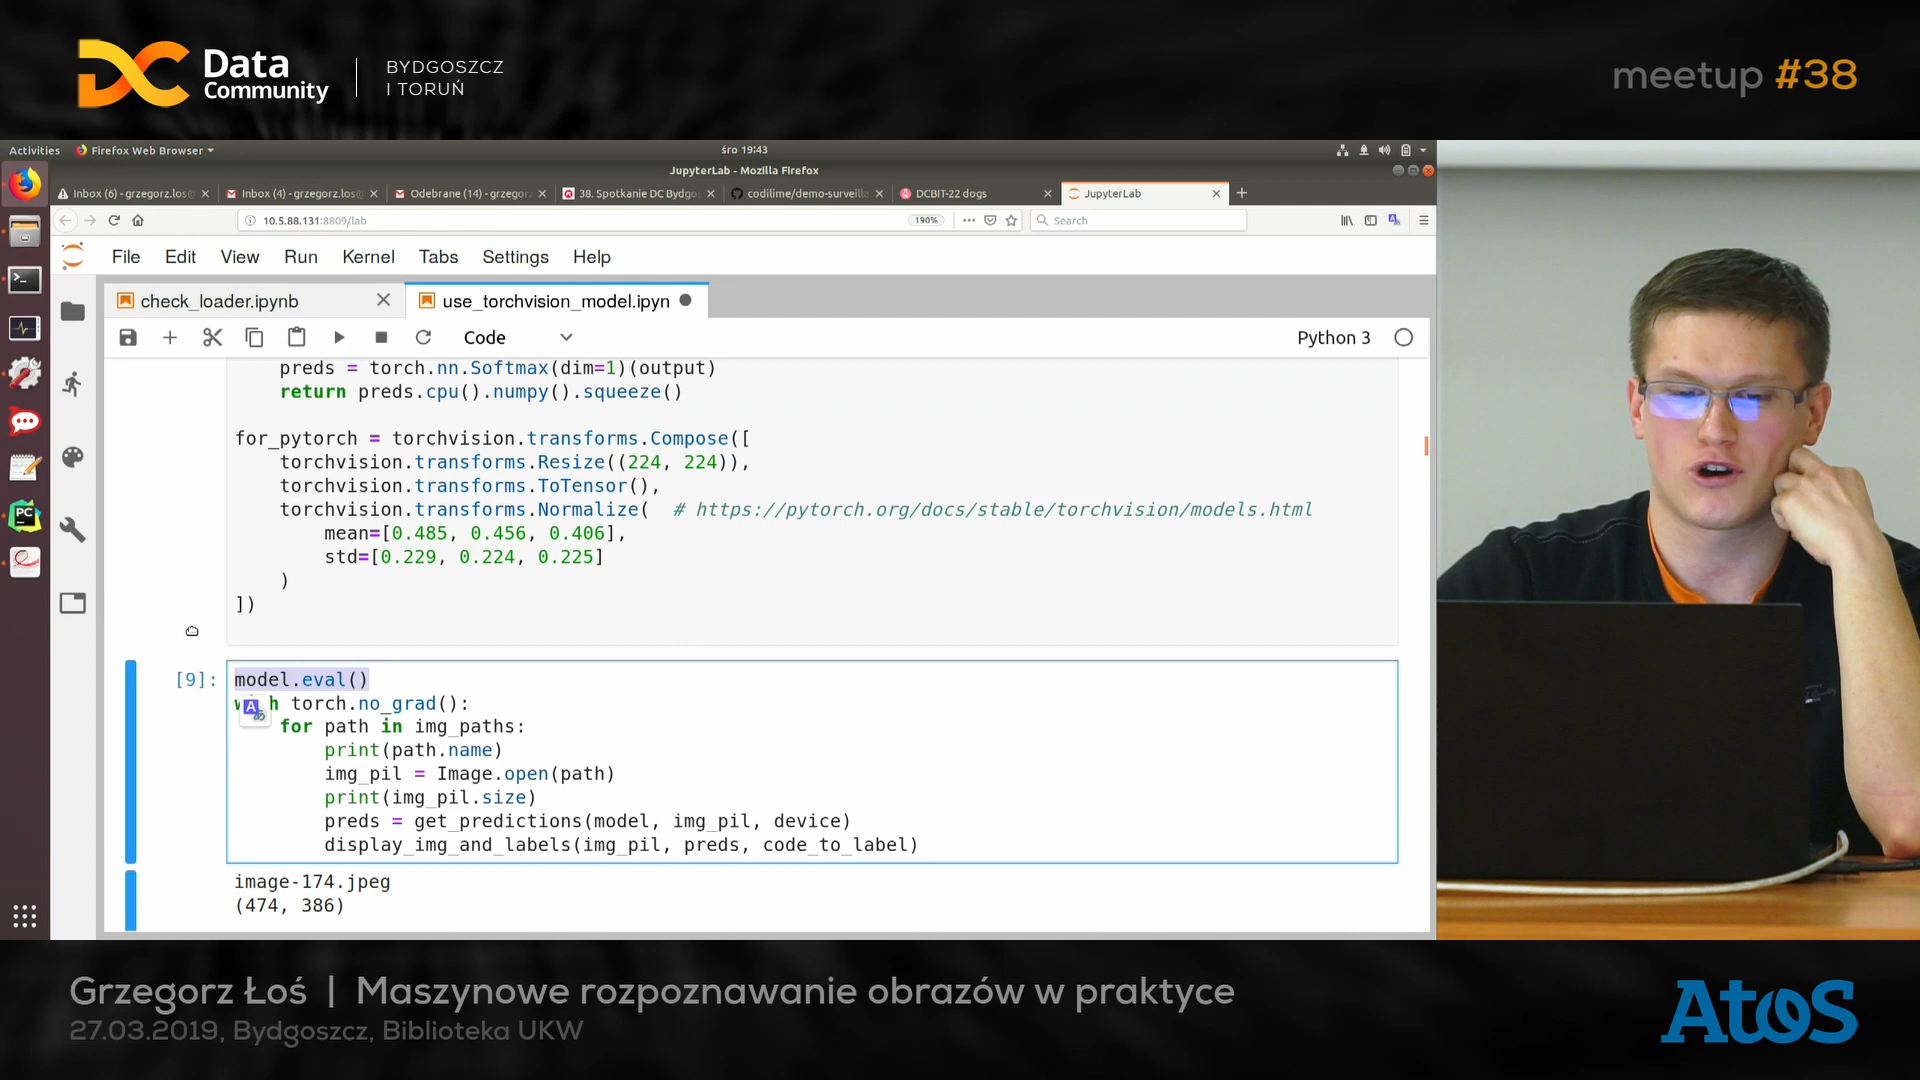 Data
Community
BYDGOSZCZ
I TORUŃ
meetup #38
Activities
Firefox Web Browser
śro 19:43
JupyterLab - Mozilla Firefox
Inbox (6) - grzegorz.los@
Inbox (4) - grzegorz.los@
Odebrane (14) - grzegor
38. Spotkanie DC Bydgo
codilime/demo-surveilla
DCBIT-22 dogs
JupyterLab
10.5.88.131:8809/lab
190%
Search
File Edit View Run Kernel Tabs Settings Help
check_loader.ipynb
use_torchvision_model.ipyn
Code
Python 3
preds = torch.nn.Softmax(dim=1)(output)
return preds.cpu().numpy().squeeze()
for_pytorch = torchvision.transforms.Compose([
torchvision.transforms.Resize((224, 224)),
torchvision.transforms.ToTensor(),
torchvision.transforms.Normalize( # https://pytorch.org/docs/stable/torchvision/models.html
mean=[0.485, 0.456, 0.406],
std=[0.229, 0.224, 0.225]
)
])
[9]: model.eval()
torch.no_grad():
for path in img_paths:
print(path.name)
img_pil = Image.open(path)
print(img_pil.size)
preds = get_predictions(model, img_pil, device)
display_img_and_labels(img_pil, preds, code_to_label)
image-174.jpeg
(474, 386)
Grzegorz Łoś | Maszynowe rozpoznawanie obrazów w praktyce
27.03.2019, Bydgoszcz, Biblioteka UKW
Atos